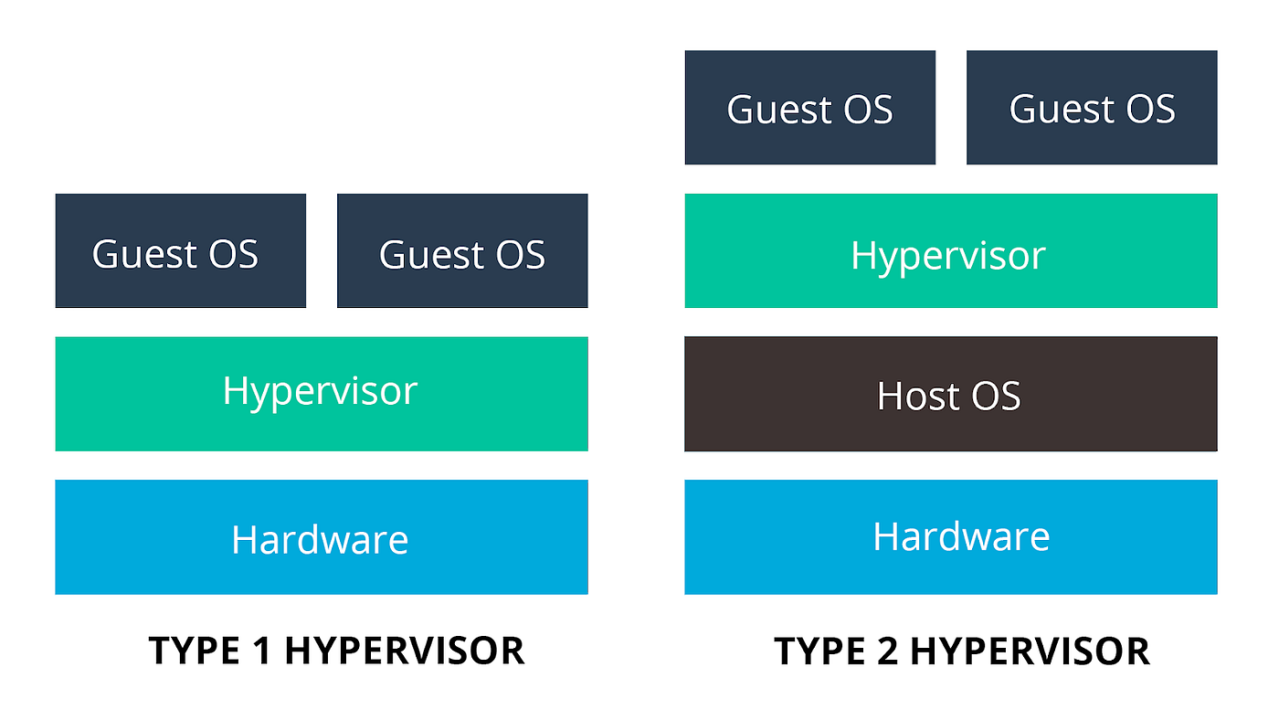 Guest OS
Guest OS
Hypervisor
Hardware
TYPE 1 HYPERVISOR
Guest OS
Guest OS
Hypervisor
Host OS
Hardware
TYPE 2 HYPERVISOR